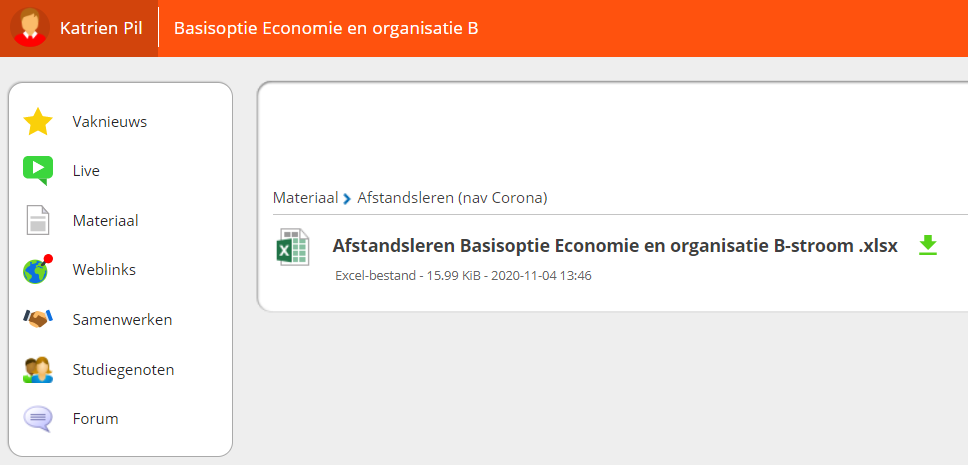 Katrien Pil
Basisoptie Economie en organisatie B
Vaknieuws
Live
Materiaal
Weblinks
Samenwerken
Studiegenoten
Forum
Materiaal > Afstandsleren (nav Corona)
Afstandsleren Basisoptie Economie en organisatie B-stroom .xlsx
Excel-bestand - 15.99 KiB - 2020-11-04 13:46